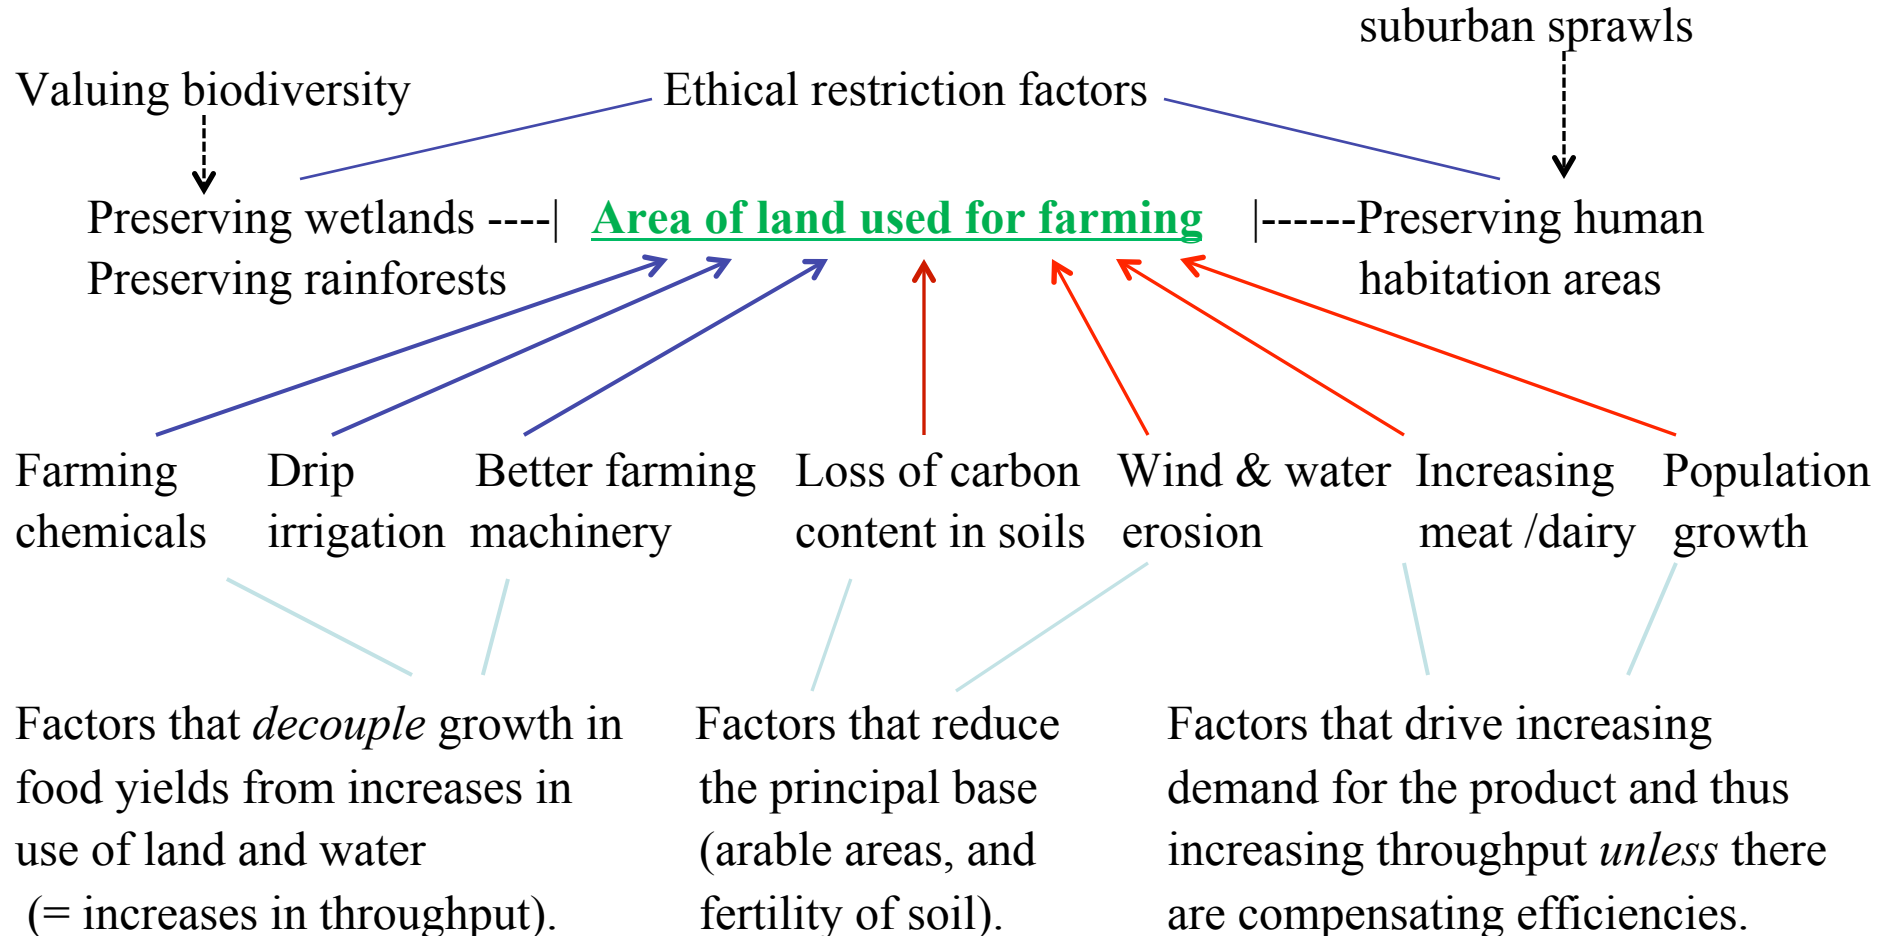 suburban sprawls
Valuing biodiversity
Ethical restriction factors
Preserving wetlands ----| Area of land used for farming |------Preserving human
Preserving rainforests habitation areas
Farming Drip Better farming Loss of carbon Wind & water Increasing Population
chemicals irrigation machinery content in soils erosion meat /dairy growth
Factors that decouple growth in
food yields from increases in
use of land and water
(= increases in throughput).
Factors that reduce
the principal base
(arable areas, and
fertility of soil).
Factors that drive increasing
demand for the product and thus
increasing throughput unless there
are compensating efficiencies.